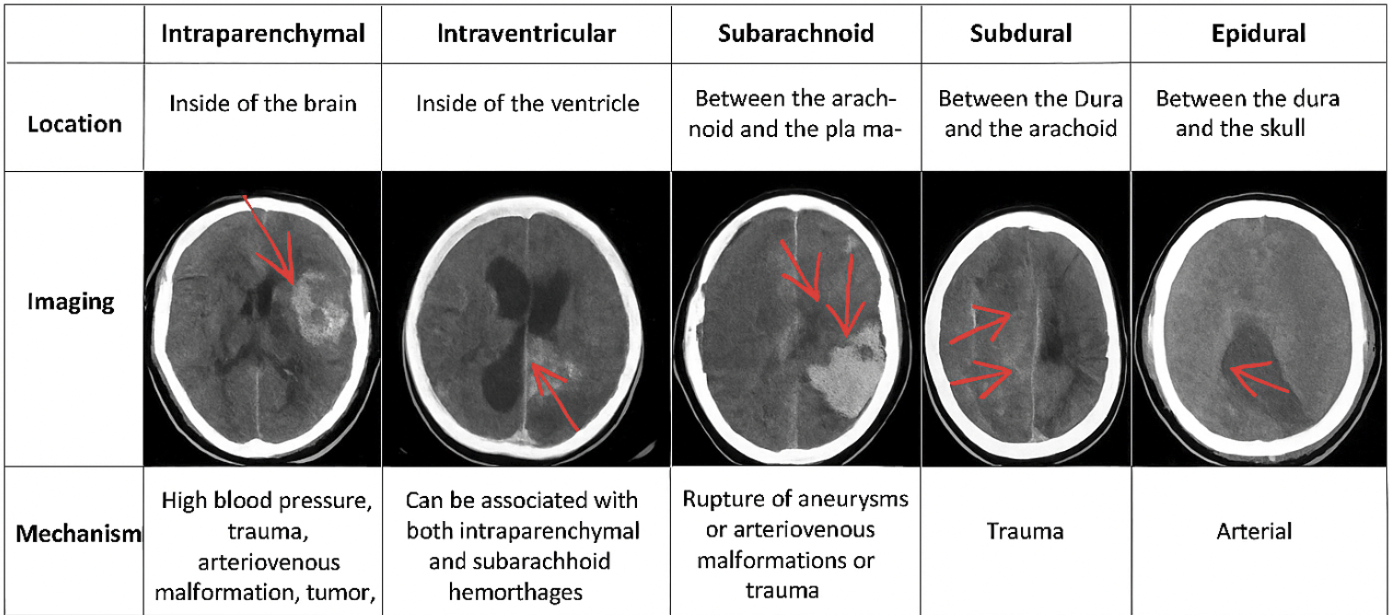 Intraparenchymal Intraventricular Subarachnoid Subdural Epidural
Location
Inside of the brain
Inside of the ventricle
Between the arach-
noid and the pla ma-
Between the Dura
and the arachoid
Between the dura
and the skull
Imaging
Mechanism
High blood pressure,
trauma,
arteriovenous
malformation, tumor,
Can be associated with
both intraparenchymal
and subarachhoid
hemorthages
Rupture of aneurysms
or arteriovenous
malformations or
trauma
Trauma
Arterial